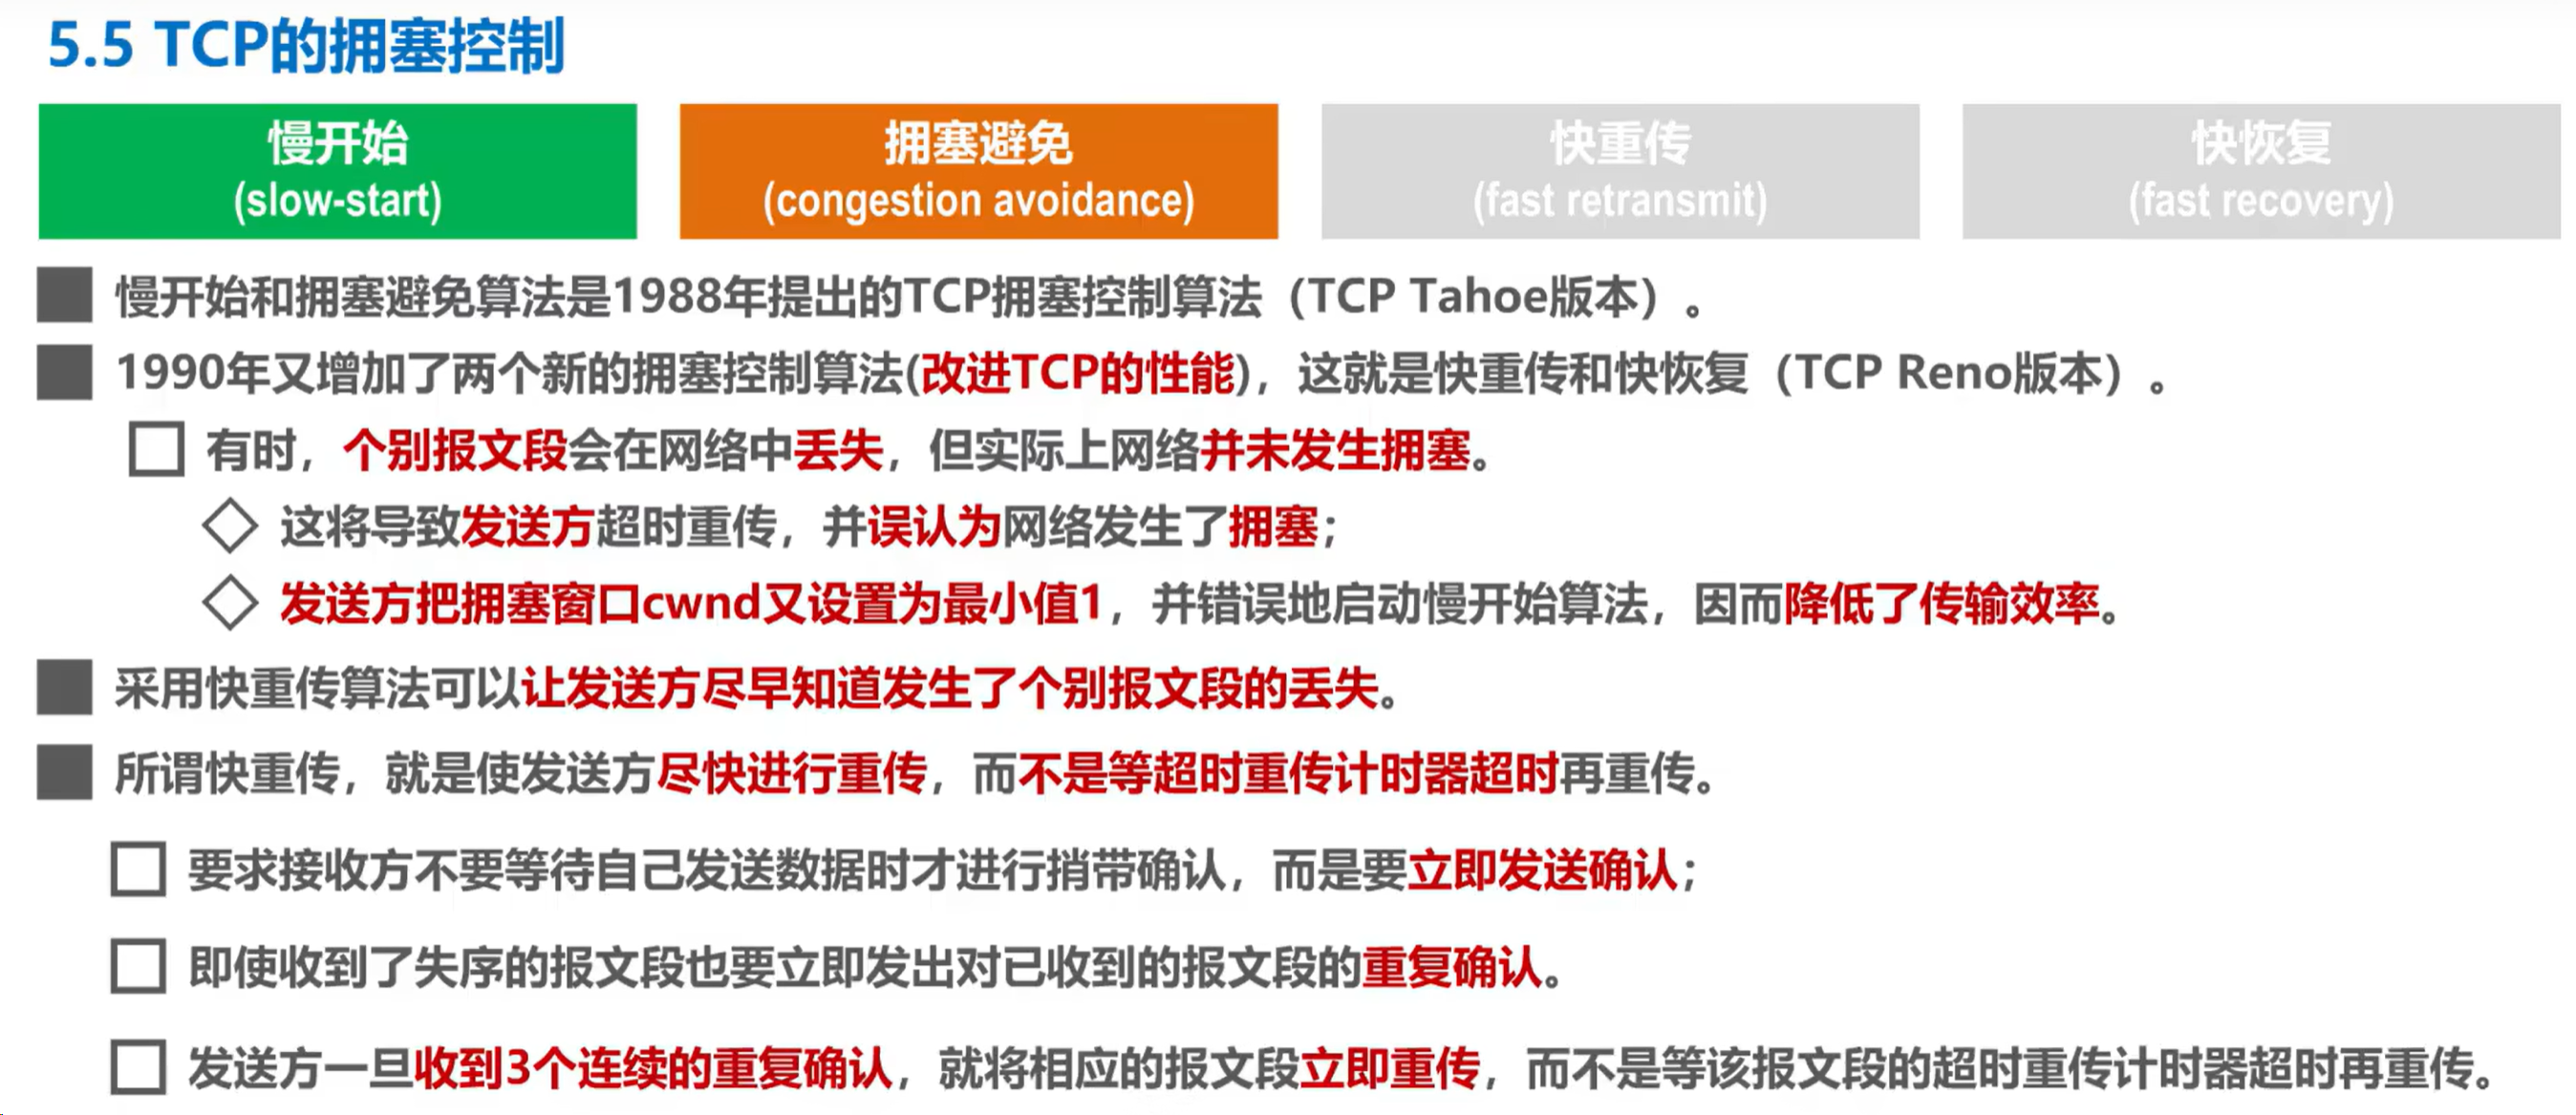 5.5 TCP的拥塞控制
慢开始
(slow-start)
拥塞避免
(congestion avoidance)
快重传
(fast retransmit)
快恢复
(fast recovery)
慢开始和拥塞避免算法是1988年提出的TCP拥塞控制算法（TCP Tahoe版本）。
1990年又增加了两个新的拥塞控制算法(改进TCP的性能)，这就是快重传和快恢复（TCP Reno版本）。
有时，个别报文段会在网络中丢失，但实际上网络并未发生拥塞。
这将导致发送方超时重传，并误认为网络发生了拥塞；
发送方把拥塞窗口cwnd又设置为最小值1，并错误地启动慢开始算法，因而降低了传输效率。
采用快重传算法可以让发送方尽早知道发生了个别报文段的丢失。
所谓快重传，就是使发送方尽快进行重传，而不是等超时重传计时器超时再重传。
要求接收方不要等待自己发送数据时才进行捎带确认，而是要立即发送确认；
即使收到了失序的报文段也要立即发出对已收到的报文段的重复确认。
发送方一旦收到3个连续的重复确认，就将相应的报文段立即重传，而不是等该报文段的超时重传计时器超时再重传。